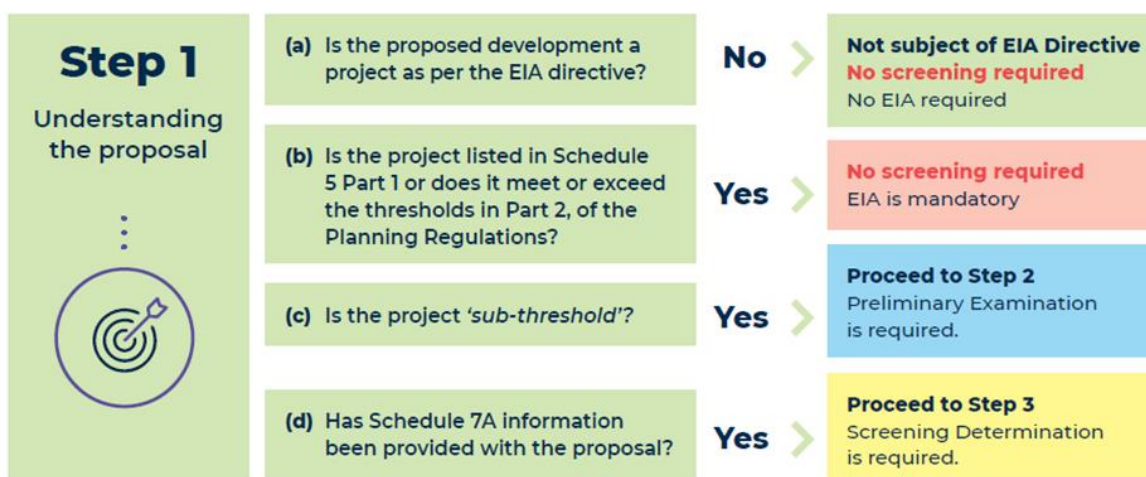 Step 1
Understanding
the proposal
(a) Is the proposed development a
project as per the EIA directive?
No
Not subject of EIA Directive
No screening required
No EIA required
(b) Is the project listed in Schedule
5 Part 1 or does it meet or exceed
the thresholds in Part 2, of the
Planning Regulations?
Yes
No screening required
EIA is mandatory
(c) Is the project ‘sub-threshold’?
Yes
Proceed to Step 2
Preliminary Examination
is required.
(d) Has Schedule 7A information
been provided with the proposal?
Yes
Proceed to Step 3
Screening Determination
is required.